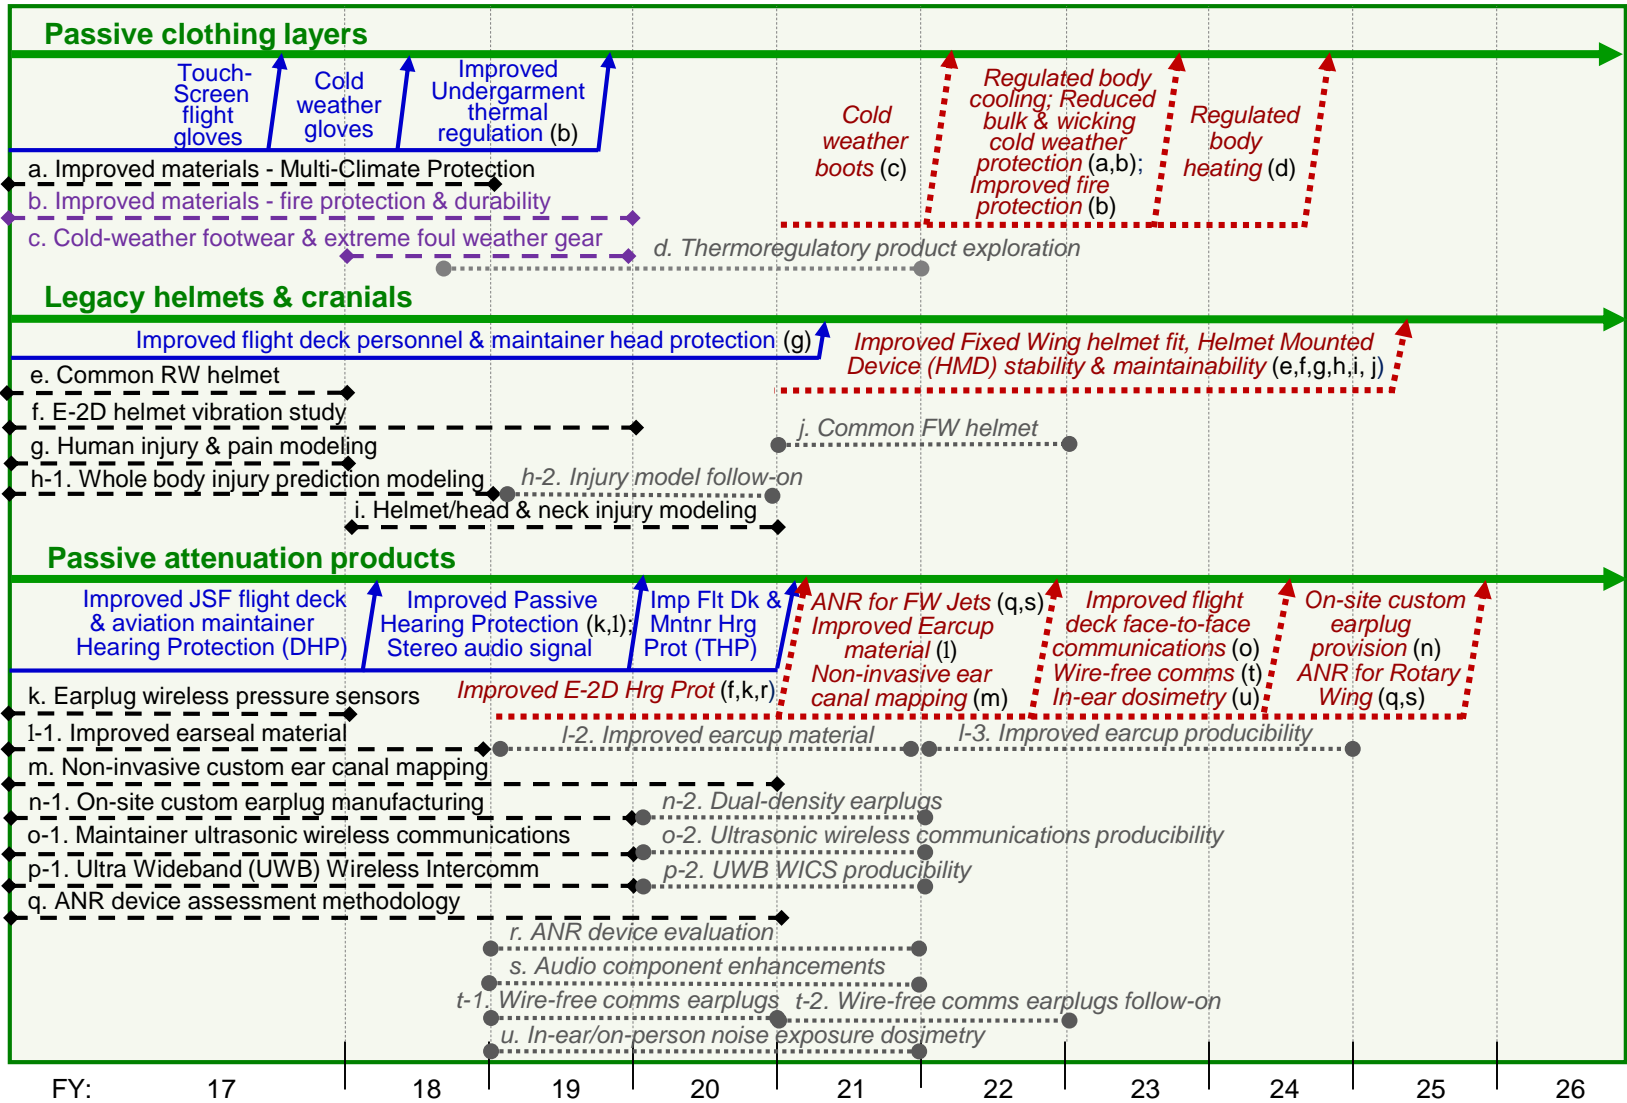 Passive clothing layers
Touch-
Screen
flight
gloves
Cold
weather
gloves
Improved
Undergarment
thermal
regulation (b)
Cold
weather
boots (c)
Regulated body
cooling; Reduced
bulk & wicking
cold weather
protection (a,b);
Improved fire
protection (b)
Regulated
body
heating (d)
a. Improved materials - Multi-Climate Protection
b. Improved materials - fire protection & durability
c. Cold-weather footwear & extreme foul weather gear
d. Thermoregulatory product exploration
Legacy helmets & cranials
Improved flight deck personnel & maintainer head protection (g)
Improved Fixed Wing helmet fit, Helmet Mounted
Device (HMD) stability & maintainability (e,f,g,h,i, j)
e. Common RW helmet
f. E-2D helmet vibration study
j. Common FW helmet
g. Human injury & pain modeling
h-1. Whole body injury prediction modeling
h-2. Injury model follow-on
i. Helmet/head & neck injury modeling
Passive attenuation products
Improved JSF flight deck
& aviation maintainer
Hearing Protection (DHP)
Improved Passive
Hearing Protection (k,l);
Stereo audio signal
Imp Flt Dk &
Mntnr Hrg
Prot (THP)
ANR for FW Jets (q,s)
Improved Earcup
material (l)
Non-invasive ear
canal mapping (m)
Improved flight
deck face-to-face
communications (o)
Wire-free comms (t)
In-ear dosimetry (u)
On-site custom
earplug
provision (n)
ANR for Rotary
Wing (q,s)
Improved E-2D Hrg Prot (f,k,r)
k. Earplug wireless pressure sensors
l-1. Improved earseal material
l-2. Improved earcup material
l-3. Improved earcup producibility
m. Non-invasive custom ear canal mapping
n-1. On-site custom earplug manufacturing
n-2. Dual-density earplugs
o-1. Maintainer ultrasonic wireless communications
o-2. Ultrasonic wireless communications producibility
p-1. Ultra Wideband (UWB) Wireless Intercomm
p-2. UWB WICS producibility
q. ANR device assessment methodology
r. ANR device evaluation
s. Audio component enhancements
t-1. Wire-free comms earplugs
t-2. Wire-free comms earplugs follow-on
u. In-ear/on-person noise exposure dosimetry
FY: 17 18 19 20 21 22 23 24 25 26